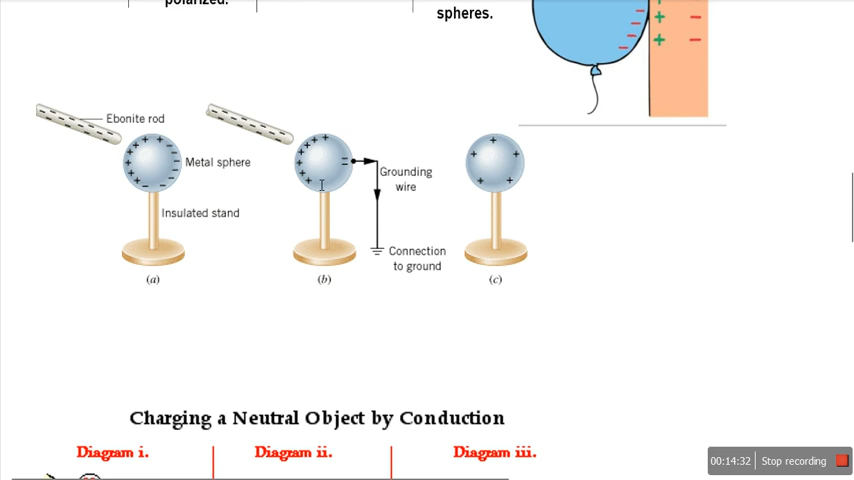 polarized.
spheres.
Ebonite rod
Metal sphere
Insulated stand
Grounding
wire
Connection
to ground
(a)
(b)
(c)
Charging a Neutral Object by Conduction
Diagram i.
Diagram ii.
Diagram iii.
00:14:32
Stop recording